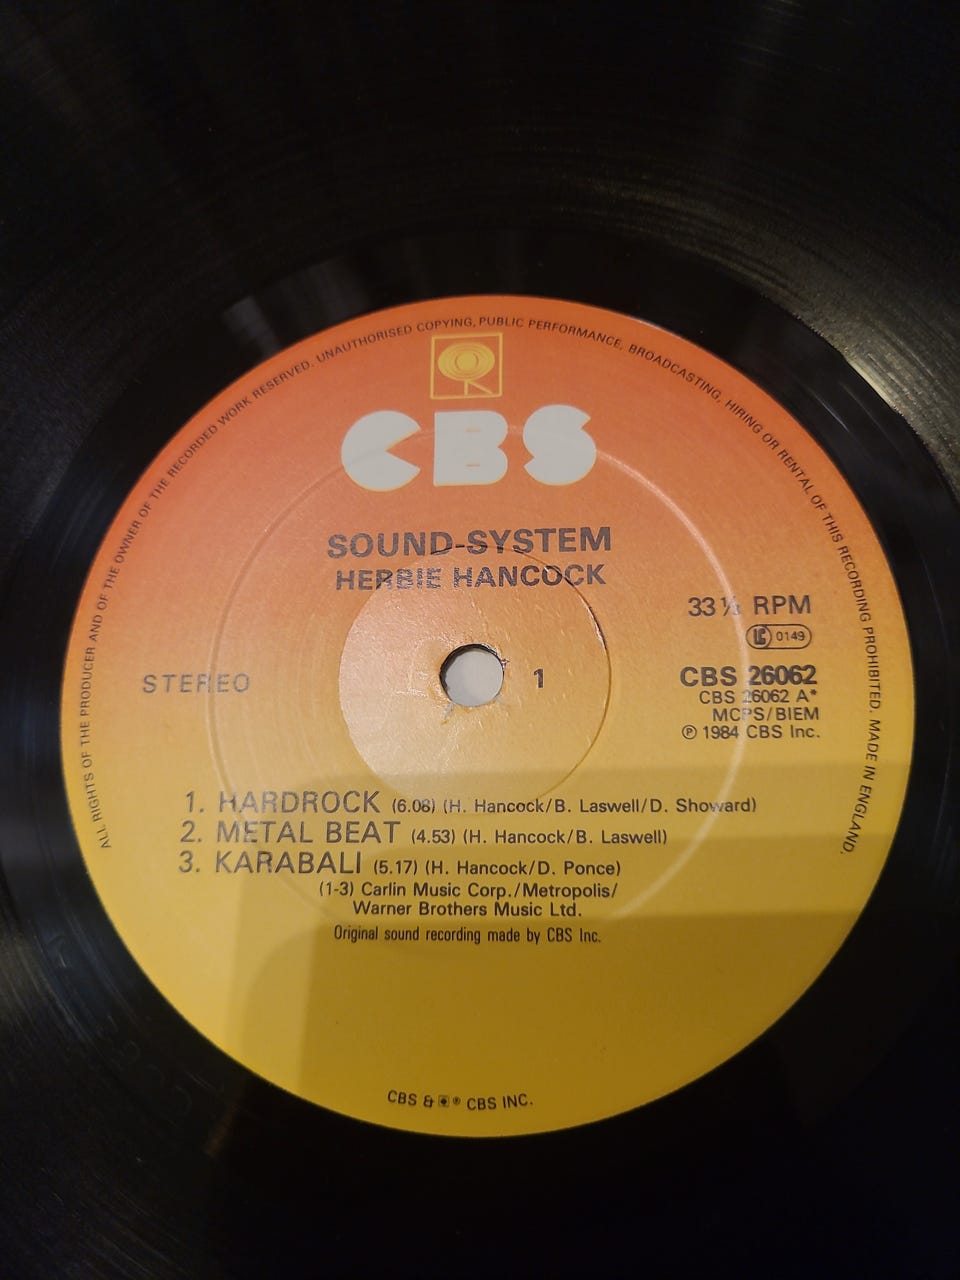 ALL RIGHTS OF THE PRODUCER AND OF THE OWNER OF THE RECORDED WORK RESERVED. UNAUTHORISED COPYING, PUBLIC PERFORMANCE, BROADCASTING, HIRING OR RENTAL OF THIS RECORDING PROHIBITED. MADE IN ENGLAND.
CBS
SOUND-SYSTEM
HERBIE HANCOCK
33⅓ RPM
LC 0149
STEREO
1
CBS 26062
CBS 26062 A*
MCPS/BIEM
℗ 1984 CBS Inc.
1. HARDROCK (6.08) (H. Hancock/B. Laswell/D. Showard)
2. METAL BEAT (4.53) (H. Hancock/B. Laswell)
3. KARABALI (5.17) (H. Hancock/D. Ponce)
(1-3) Carlin Music Corp./Metropolis/
Warner Brothers Music Ltd.
Original sound recording made by CBS Inc.
CBS & ® CBS INC.